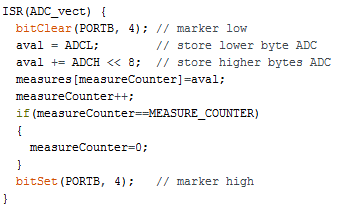 ISR(ADC_vect) {
  bitClear(PORTB, 4); // marker low
  aval = ADCL;        // store lower byte ADC
  aval += ADCH << 8;  // store higher bytes ADC
  measures[measureCounter]=aval;
  measureCounter++;
  if(measureCounter==MEASURE_COUNTER)
  {
    measureCounter=0;
  }
  bitSet(PORTB, 4);   // marker high
}